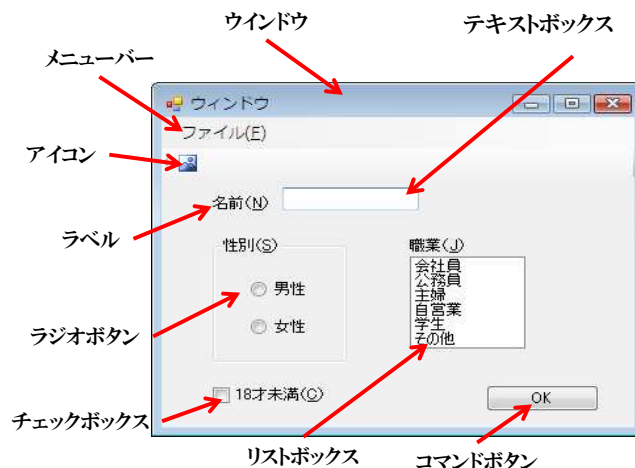 ウインドウ
テキストボックス
メニューバー
ウィンドウ
ファイル(F)
アイコン
名前(N)
ラベル
性別(S)
職業(J)
会社員
公務員
主婦
自営業
学生
その他
男性
女性
ラジオボタン
18才未満(C)
OK
チェックボックス
リストボックス
コマンドボタン